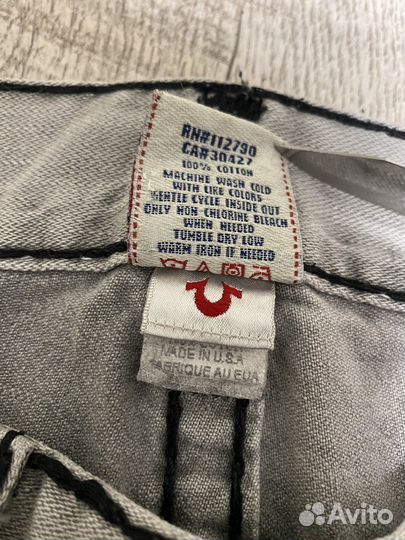 RN#112790
CA#30427
100% COTTON
MACHINE WASH COLD
WITH LIKE COLORS
GENTLE CYCLE INSIDE OUT
ONLY NON-CHLORINE BLEACH
WHEN NEEDED
TUMBLE DRY LOW
WARM IRON IF NEEDED
MADE IN U.S.A
FABRIQUE AU EUA
Avito